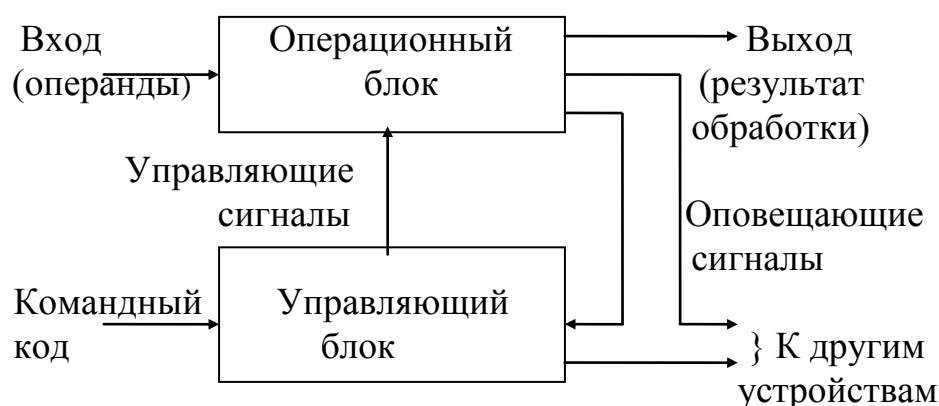 Вход
(операнды)
Операционный
блок
Выход
(результат
обработки)
Управляющие
сигналы
Оповещающие
сигналы
Командный
код
Управляющий
блок
} К другим
устройствам